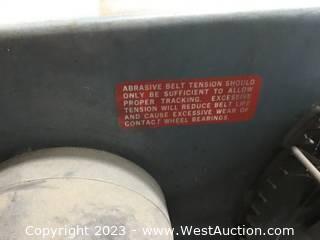 ABRASIVE BELT TENSION SHOULD
ONLY BE SUFFICIENT TO ALLOW
PROPER TRACKING. EXCESSIVE
TENSION WILL REDUCE BELT LIFE
AND CAUSE EXCESSIVE WEAR OF
CONTACT WHEEL BEARINGS.
Photo © 2023 - www.WestAuction.com